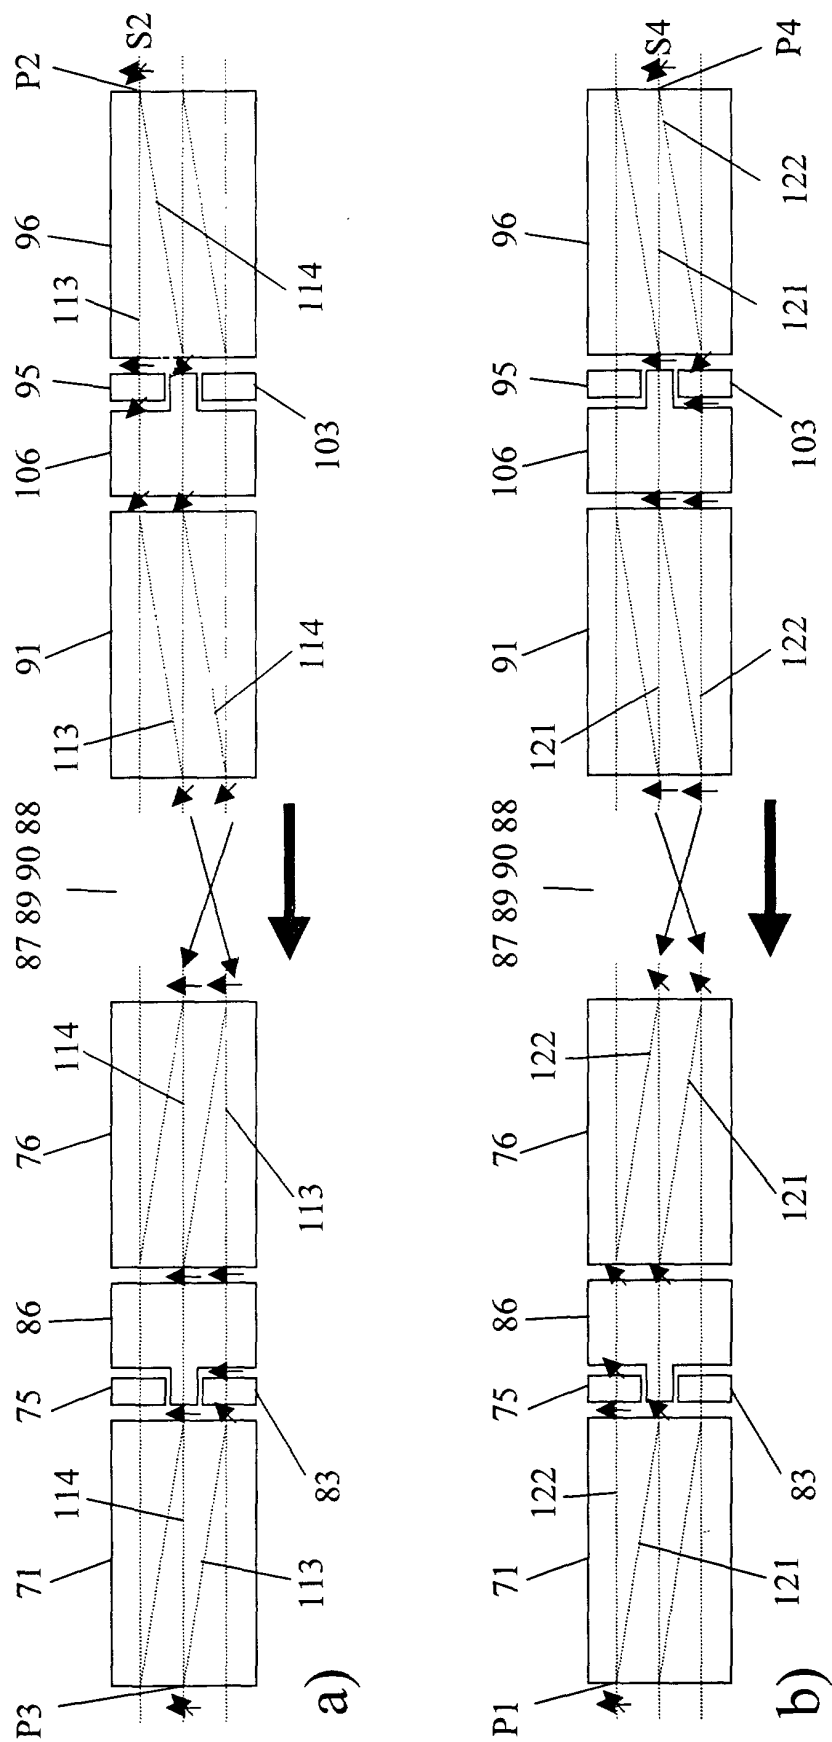 P3 71 75 86 76 87 89 90 88 91 106 95 96 P2
114 114 113 113 S2
113 83 113 114 103 114
a)
P1 71 75 86 76 87 89 90 88 91 106 95 96
122 122 121 S4
121 83 121 122 103 121 122 P4
b)